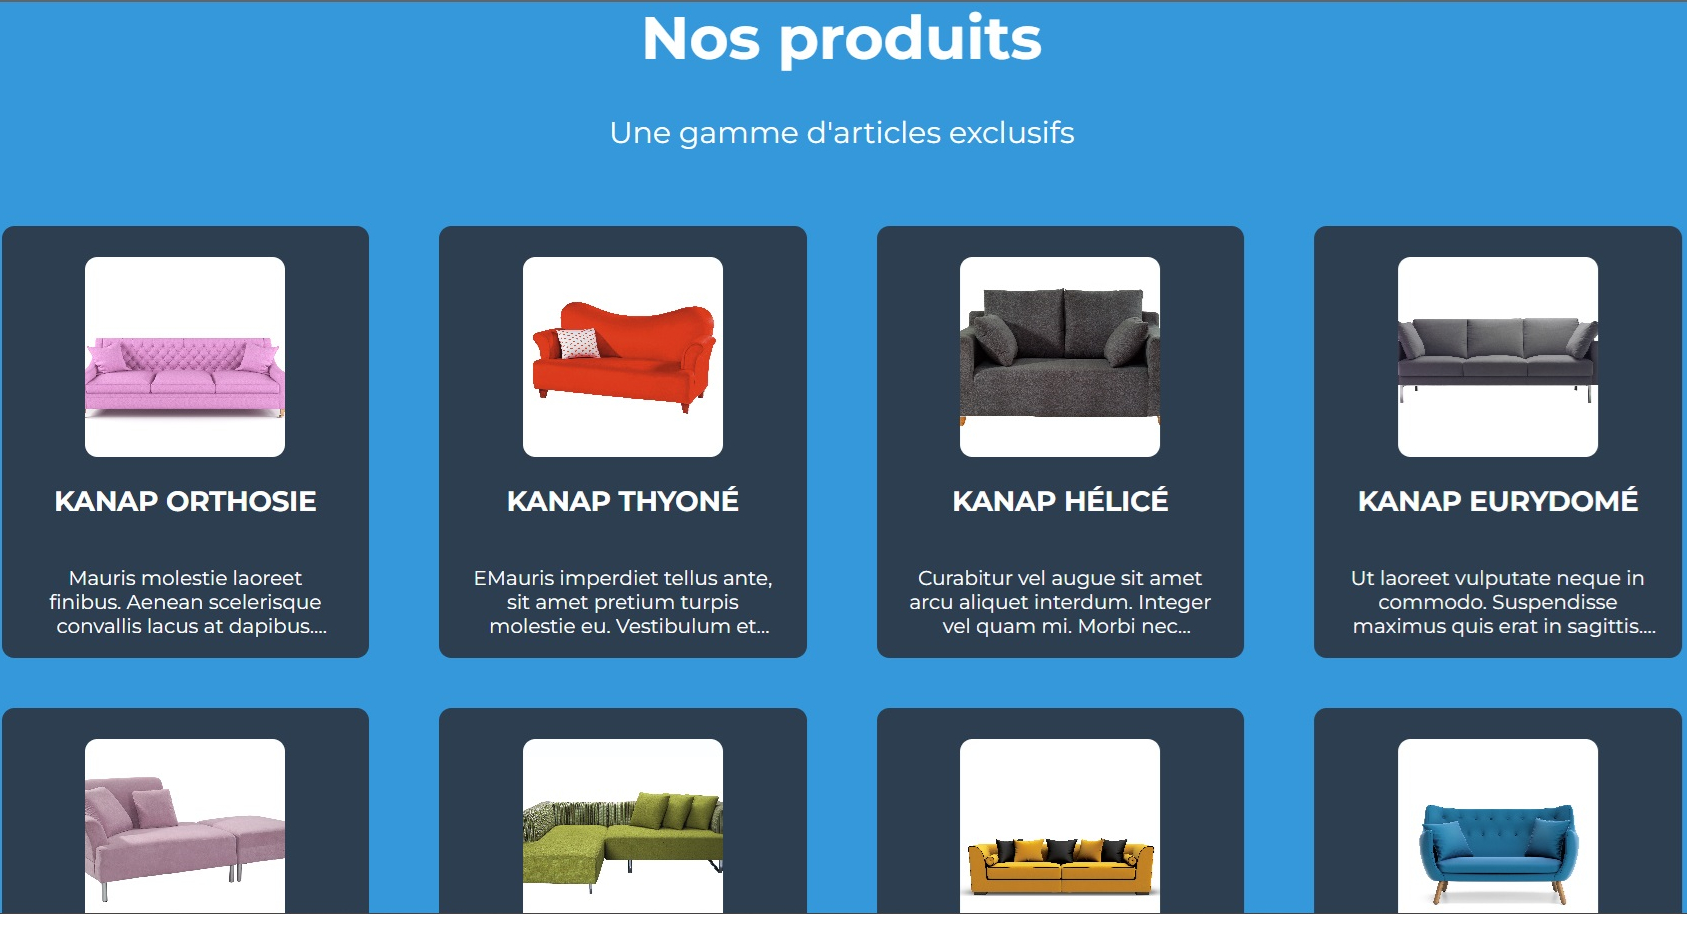 Nos produits
Une gamme d'articles exclusifs
KANAP ORTHOSIE
Mauris molestie laoreet
finibus. Aenean scelerisque
convallis lacus at dapibus....
KANAP THYONÉ
EMauris imperdiet tellus ante,
sit amet pretium turpis
molestie eu. Vestibulum et...
KANAP HÉLICÉ
Curabitur vel augue sit amet
arcu aliquet interdum. Integer
vel quam mi. Morbi nec...
KANAP EURYDOMÉ
Ut laoreet vulputate neque in
commodo. Suspendisse
maximus quis erat in sagittis....